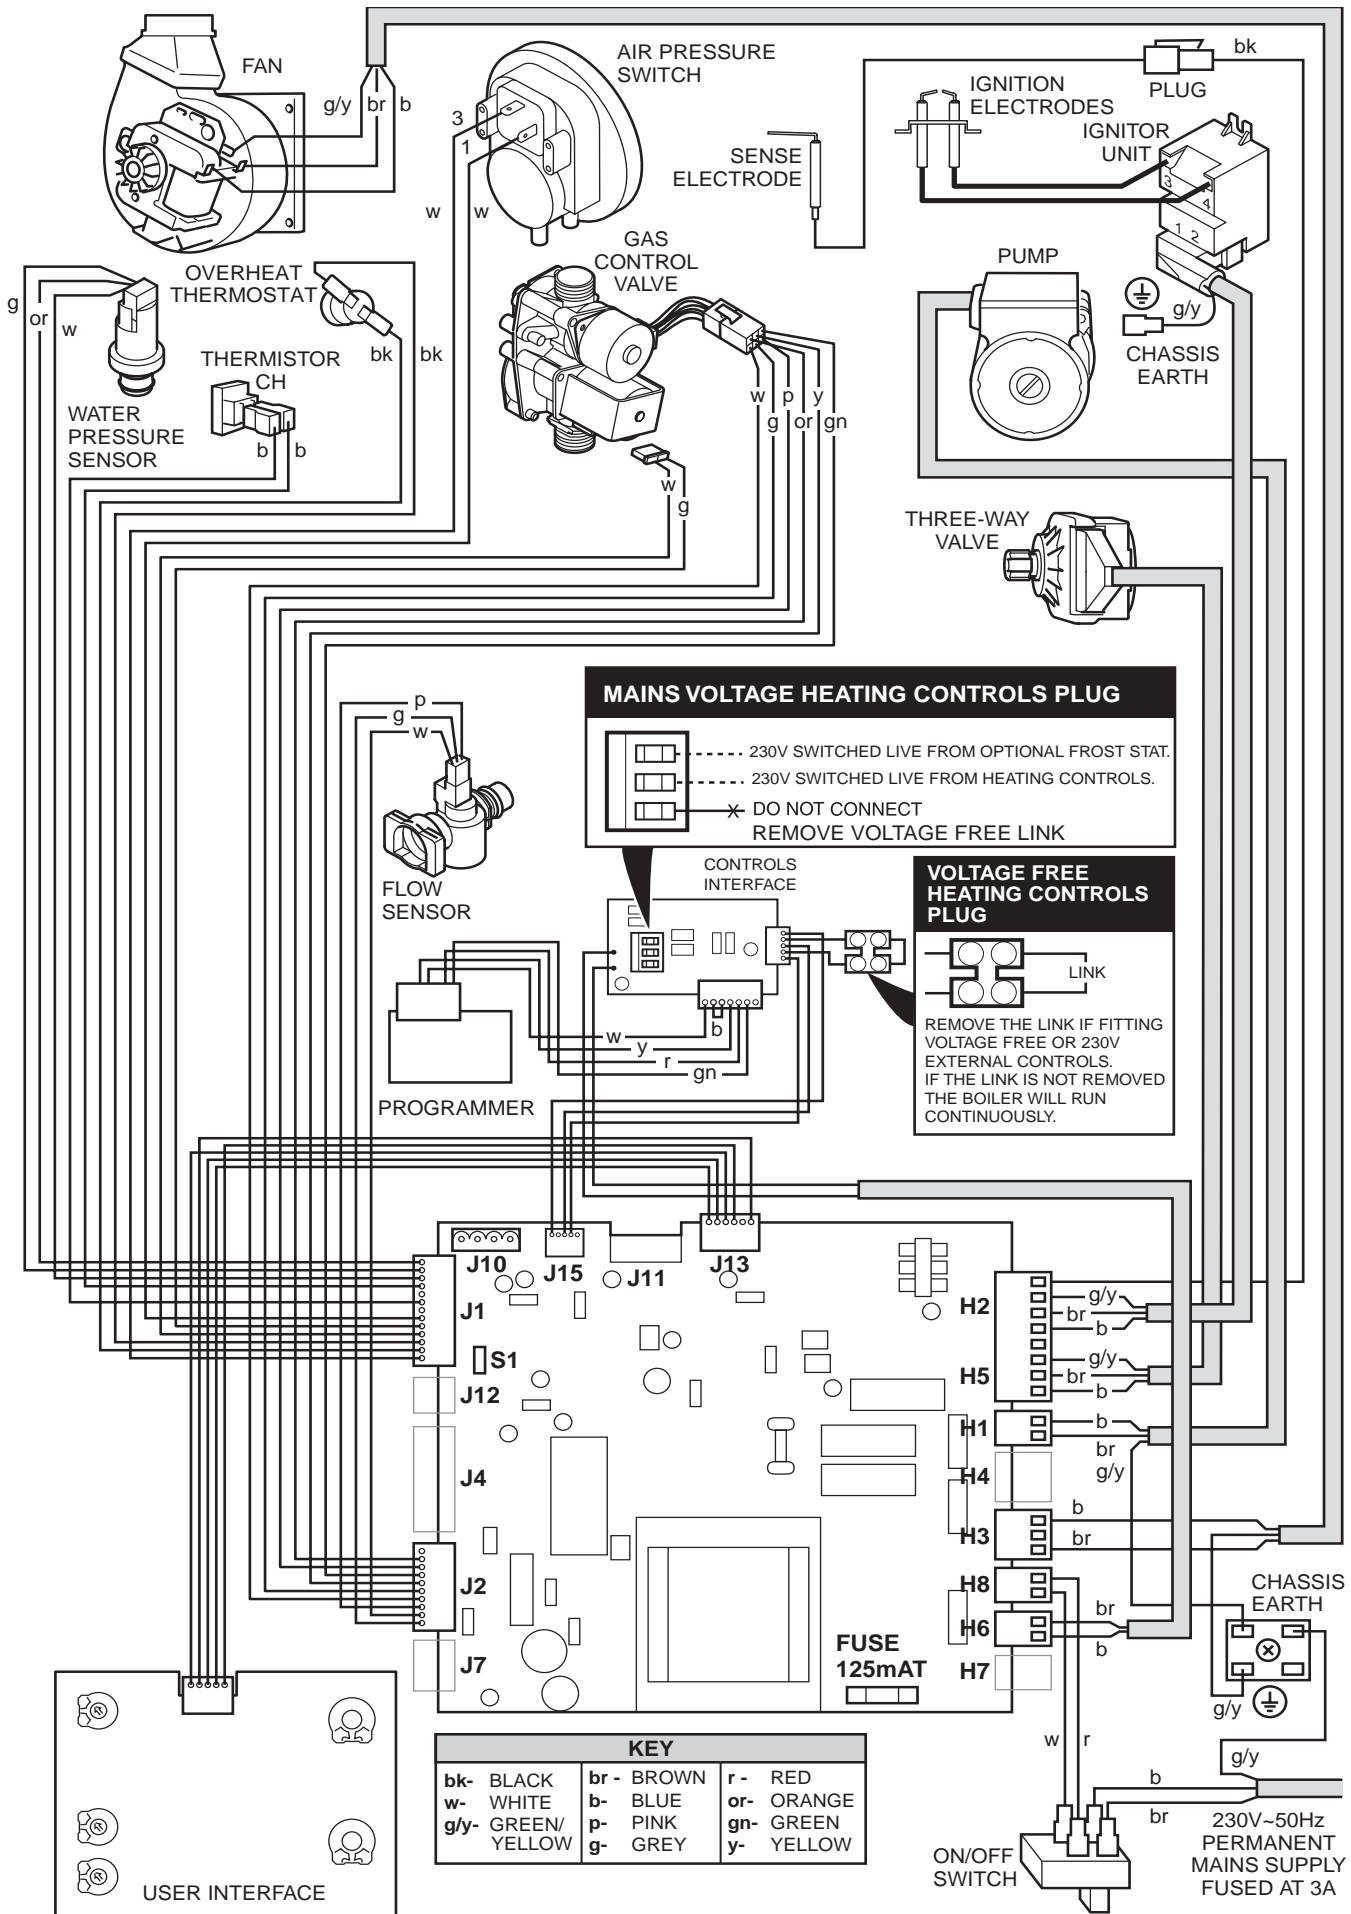 FAN
g/y br b
AIR PRESSURE
SWITCH
3
1
w
w
bk
PLUG
IGNITION
ELECTRODES
IGNITOR
UNIT
3
4
1 2
SENSE
ELECTRODE
g/y
CHASSIS
EARTH
PUMP
g
or
w
WATER
PRESSURE
SENSOR
OVERHEAT
THERMOSTAT
bk
bk
THERMISTOR
CH
b
b
GAS
CONTROL
VALVE
w
g
p
or
y
gn
w
g
THREE-WAY
VALVE
MAINS VOLTAGE HEATING CONTROLS PLUG
230V SWITCHED LIVE FROM OPTIONAL FROST STAT.
230V SWITCHED LIVE FROM HEATING CONTROLS.
X DO NOT CONNECT
REMOVE VOLTAGE FREE LINK
p
g
w
FLOW
SENSOR
CONTROLS
INTERFACE
VOLTAGE FREE
HEATING CONTROLS
PLUG
LINK
REMOVE THE LINK IF FITTING
VOLTAGE FREE OR 230V
EXTERNAL CONTROLS.
IF THE LINK IS NOT REMOVED
THE BOILER WILL RUN
CONTINUOUSLY.
b
w
y
r
gn
PROGRAMMER
J10
J15
J11
J13
J1
S1
J12
J4
J2
J7
H2
g/y
br
b
H5
g/y
br
b
H1
b
br
g/y
H4
H3
b
br
H8
H6
br
b
H7
FUSE
125mAT
CHASSIS
EARTH
g/y
g/y
w
r
b
br
ON/OFF
SWITCH
230V~50Hz
PERMANENT
MAINS SUPPLY
FUSED AT 3A
USER INTERFACE
KEY
bk- BLACK
w- WHITE
g/y- GREEN/
YELLOW
br - BROWN
b- BLUE
p- PINK
g- GREY
r - RED
or- ORANGE
gn- GREEN
y- YELLOW